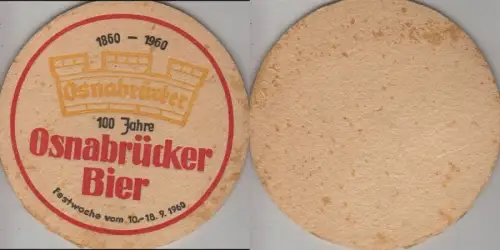 1860 - 1960
Osnabrücker
100 Jahre
Osnabrücker
Bier
Festwoche vom 10.-18.9.1960